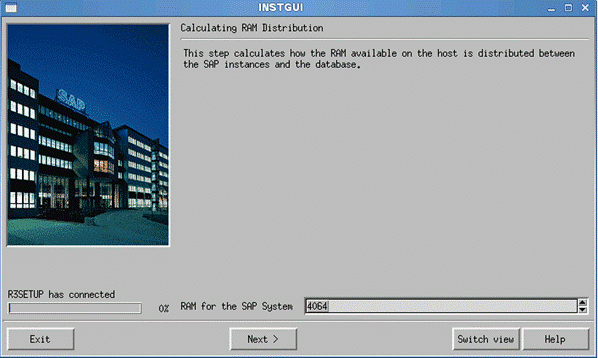 INSTGUI
Calculating RAM Distribution
This step calculates how the RAM available on the host is distributed between
the SAP instances and the database.
SAP
R3SETUP has connected
0%
RAM for the SAP System
4064
Exit
Next >
Switch view
Help